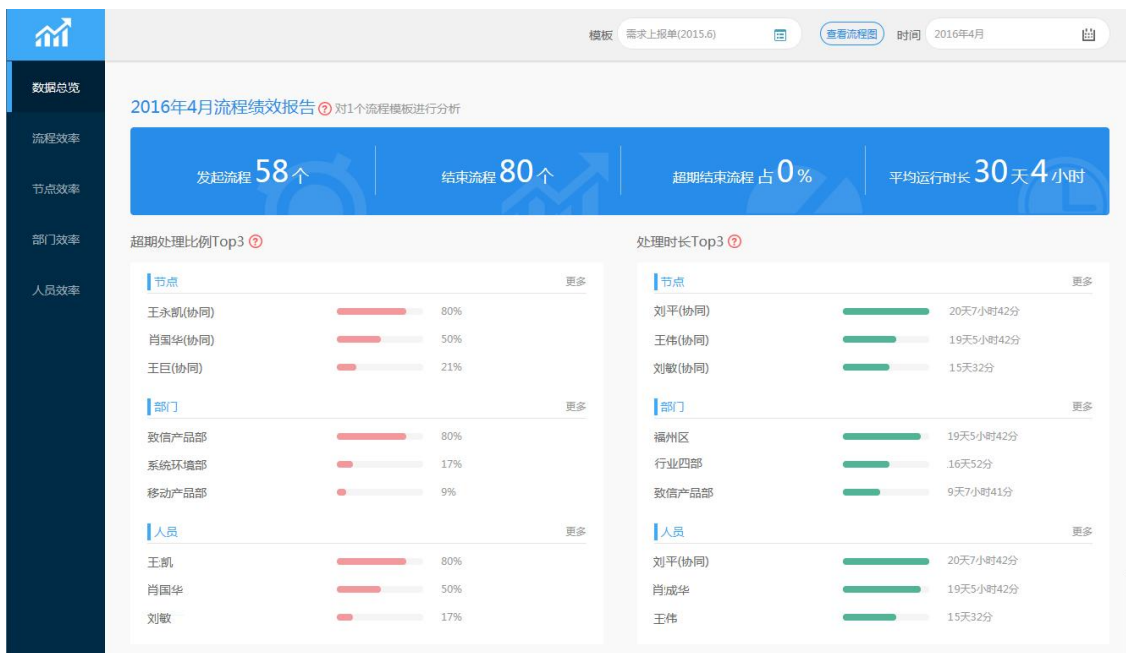 模板 需求上报单(2015.6) 查看流程图 时间 2016年4月
数据总览
流程效率
节点效率
部门效率
人员效率
2016年4月流程绩效报告 ? 对1个流程模板进行分析
发起流程58个 结束流程80个 超期结束流程 占0% 平均运行时长30天4小时
超期处理比例Top3 ?
节点 更多
王永凯(协同) 80%
肖国华(协同) 50%
王巨(协同) 21%
部门 更多
致信产品部 80%
系统环境部 17%
移动产品部 9%
人员 更多
王凯 80%
肖国华 50%
刘敏 17%
处理时长Top3 ?
节点 更多
刘平(协同) 20天7小时42分
王伟(协同) 19天5小时42分
刘敏(协同) 15天32分
部门 更多
福州区 19天5小时42分
行业四部 16天52分
致信产品部 9天7小时41分
人员 更多
刘平(协同) 20天7小时42分
肖成华 19天5小时42分
王伟 15天32分